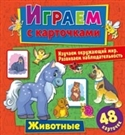 Играем
с карточками
Изучаем окружающий мир.
Развиваем наблюдательность
Животные
48
карточек